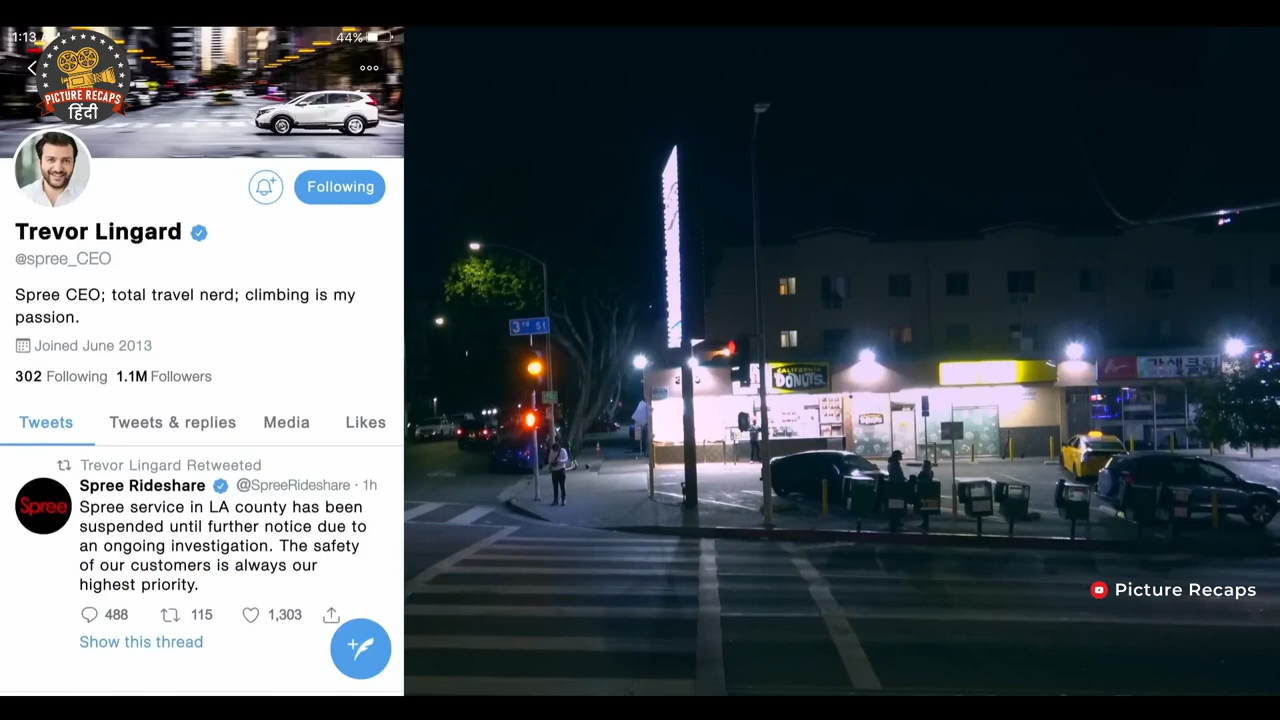 1:13
44%
PICTURE RECAPS
हिंदी
Following
Trevor Lingard
@spree_CEO
Spree CEO; total travel nerd; climbing is my
passion.
Joined June 2013
302 Following 1.1M Followers
Tweets Tweets & replies Media Likes
Trevor Lingard Retweeted
Spree Rideshare @SpreeRideshare · 1h
Spree
Spree service in LA county has been
suspended until further notice due to
an ongoing investigation. The safety
of our customers is always our
highest priority.
488 115 1,303
Show this thread
3RD St
CALIFORNIA
DONUTS
Picture Recaps